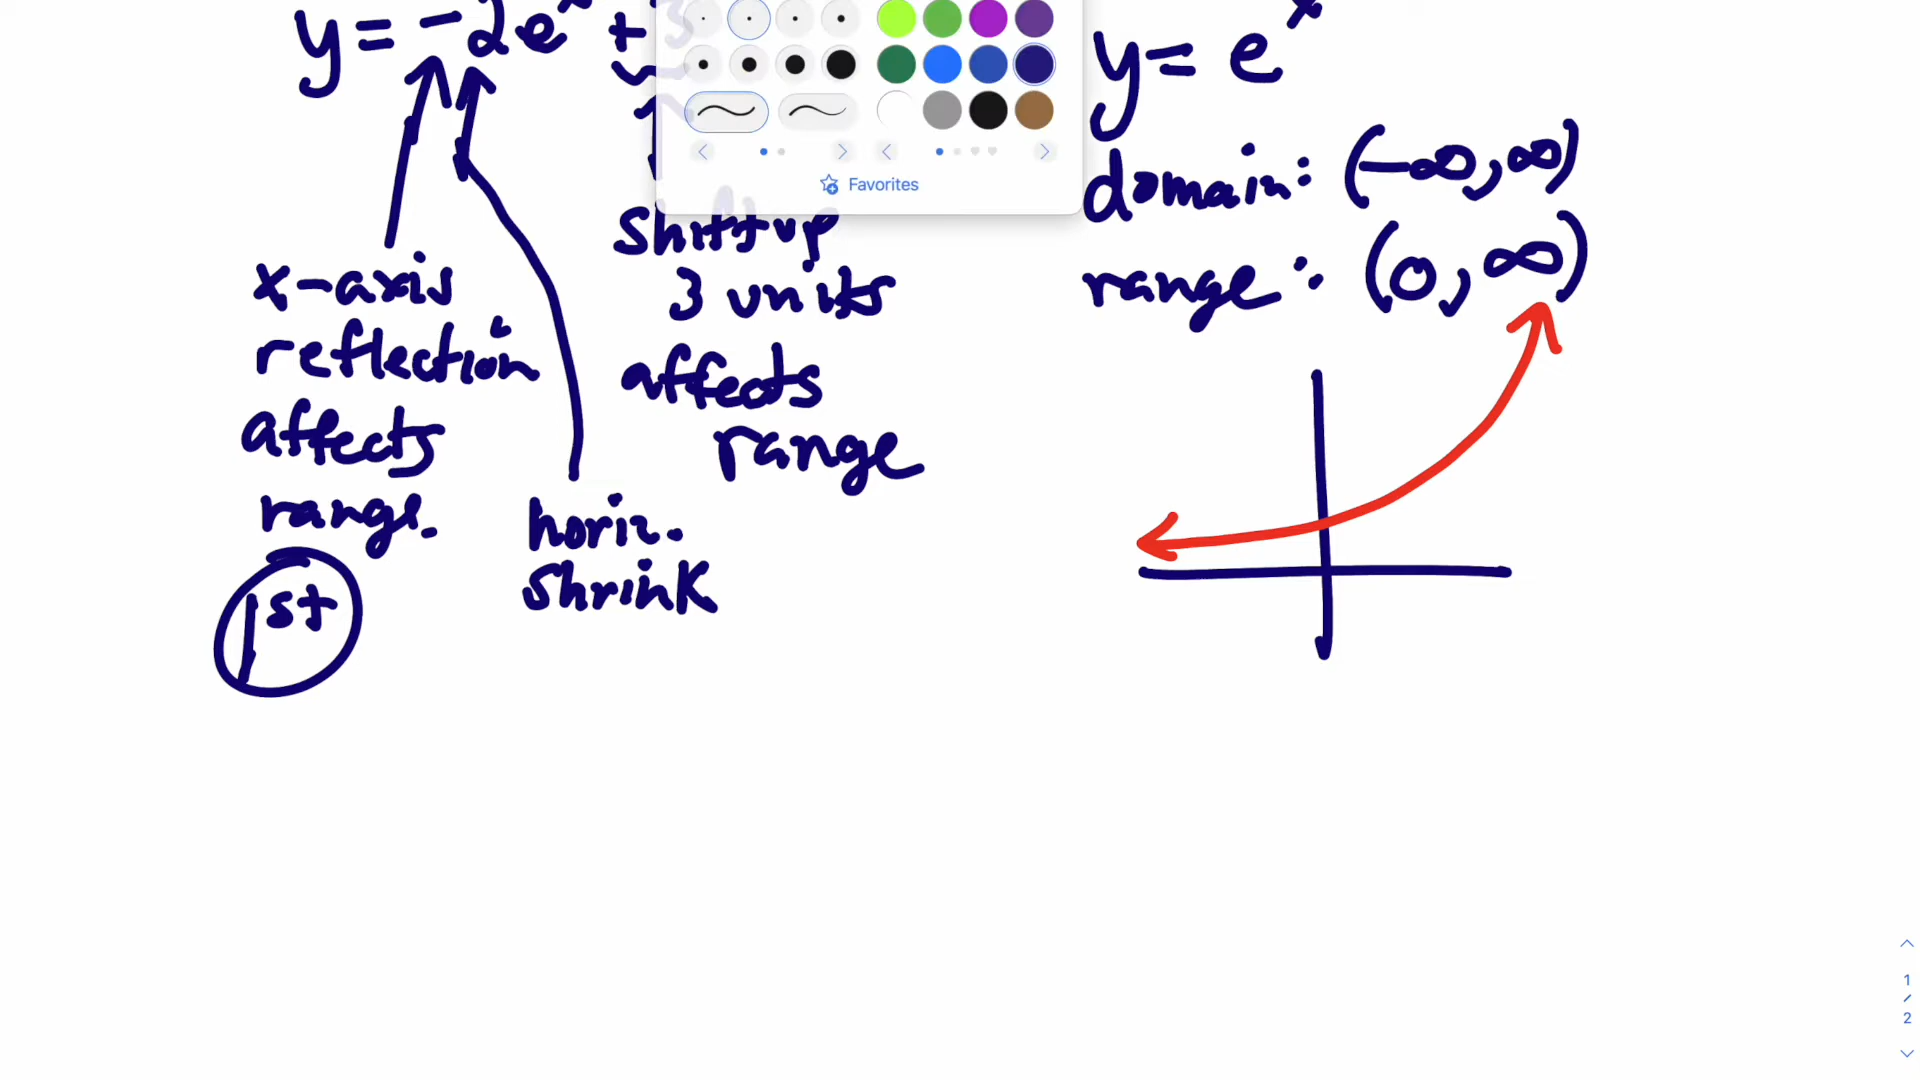 y = -2e^x + 3
x-axis
reflection
affects
range.
1st
horiz.
shrink
shift up
3 units
affects
range
Favorites
y = e^x
domain: (-∞, ∞)
range: (0, ∞)
1
/
2